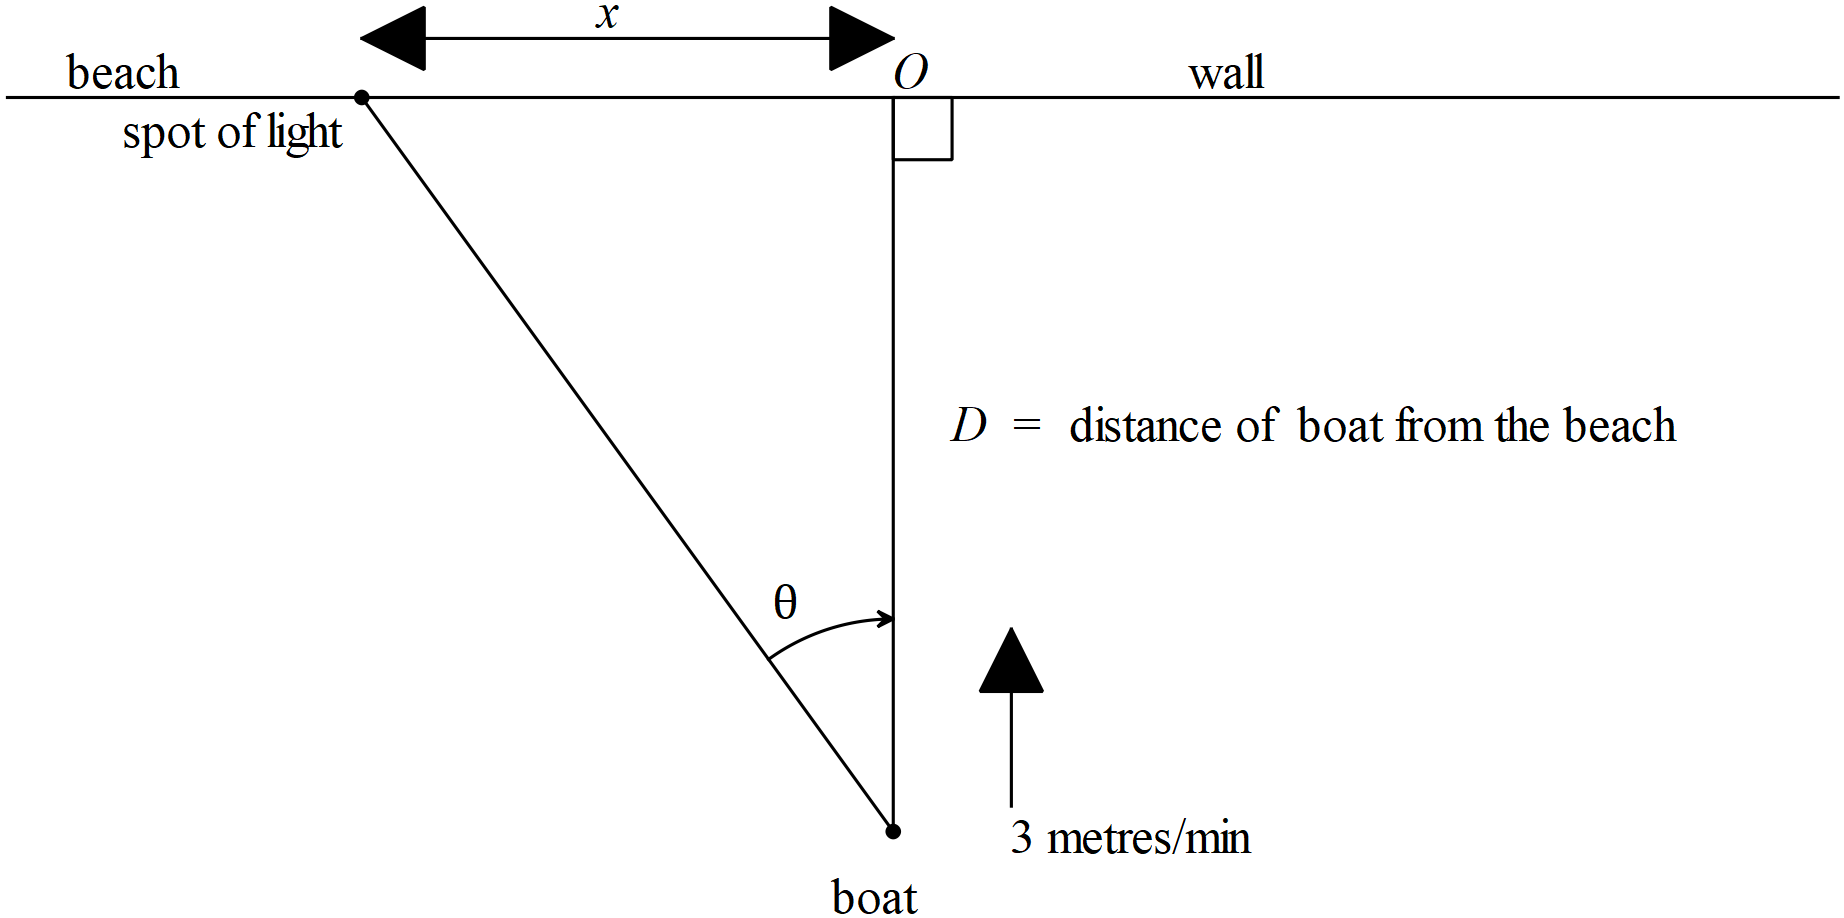 x
beach
O
wall
spot of light
D = distance of boat from the beach
θ
3 metres/min
boat